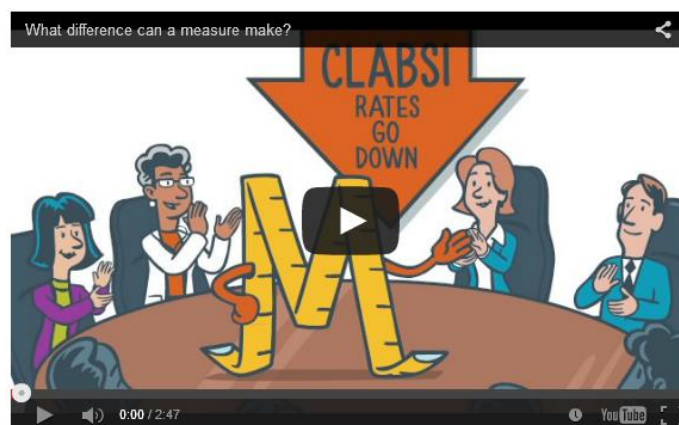 What difference can a measure make?
CLABSI
RATES
GO
DOWN
M
0:00 / 2:47
YouTube